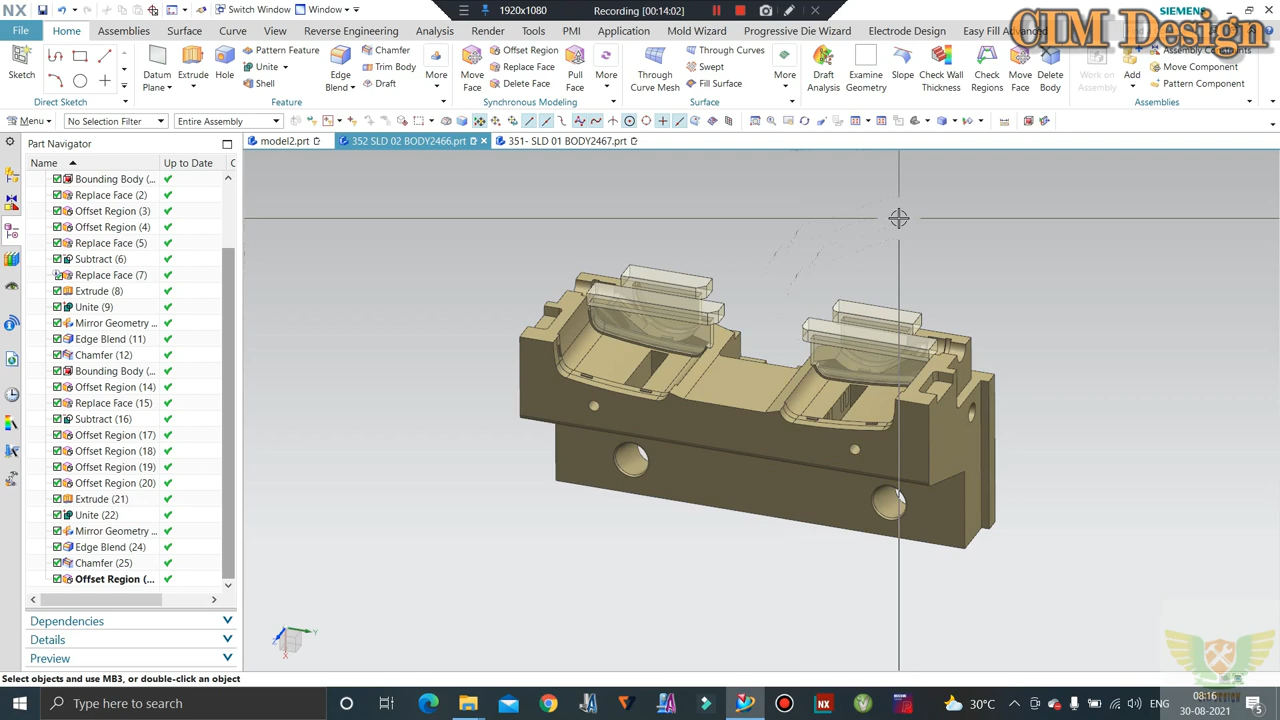 NX Switch Window Window 1920x1080 Recording [00:14:02] SIEMENS
CTM Design
File Home Assemblies Surface Curve View Reverse Engineering Analysis Render Tools PMI Application Mold Wizard Progressive Die Wizard Electrode Design Easy Fill Advanced
Sketch Datum Plane Extrude Hole Pattern Feature Unite Shell Edge Blend Chamfer Trim Body Draft More Move Face Offset Region Replace Face Delete Face Pull Face More Through Curve Mesh Through Curves Swept Fill Surface More Draft Analysis Examine Geometry Slope Check Wall Thickness Check Regions Move Face Delete Body Work on Assembly Add Assembly Constraints Move Component Pattern Component
Direct Sketch Feature Synchronous Modeling Surface Assemblies
Menu No Selection Filter Entire Assembly
Part Navigator model2.prt 352 SLD 02 BODY2466.prt 351- SLD 01 BODY2467.prt
Name Up to Date C
Bounding Body (...
Replace Face (2)
Offset Region (3)
Offset Region (4)
Replace Face (5)
Subtract (6)
Replace Face (7)
Extrude (8)
Unite (9)
Mirror Geometry ...
Edge Blend (11)
Chamfer (12)
Bounding Body (...
Offset Region (14)
Replace Face (15)
Subtract (16)
Offset Region (17)
Offset Region (18)
Offset Region (19)
Offset Region (20)
Extrude (21)
Unite (22)
Mirror Geometry ...
Edge Blend (24)
Chamfer (25)
Offset Region (...
Dependencies
Details
Preview
Z Y X
Select objects and use MB3, or double-click an object
Type here to search NX 30°C ENG 08:16 30-08-2021 5